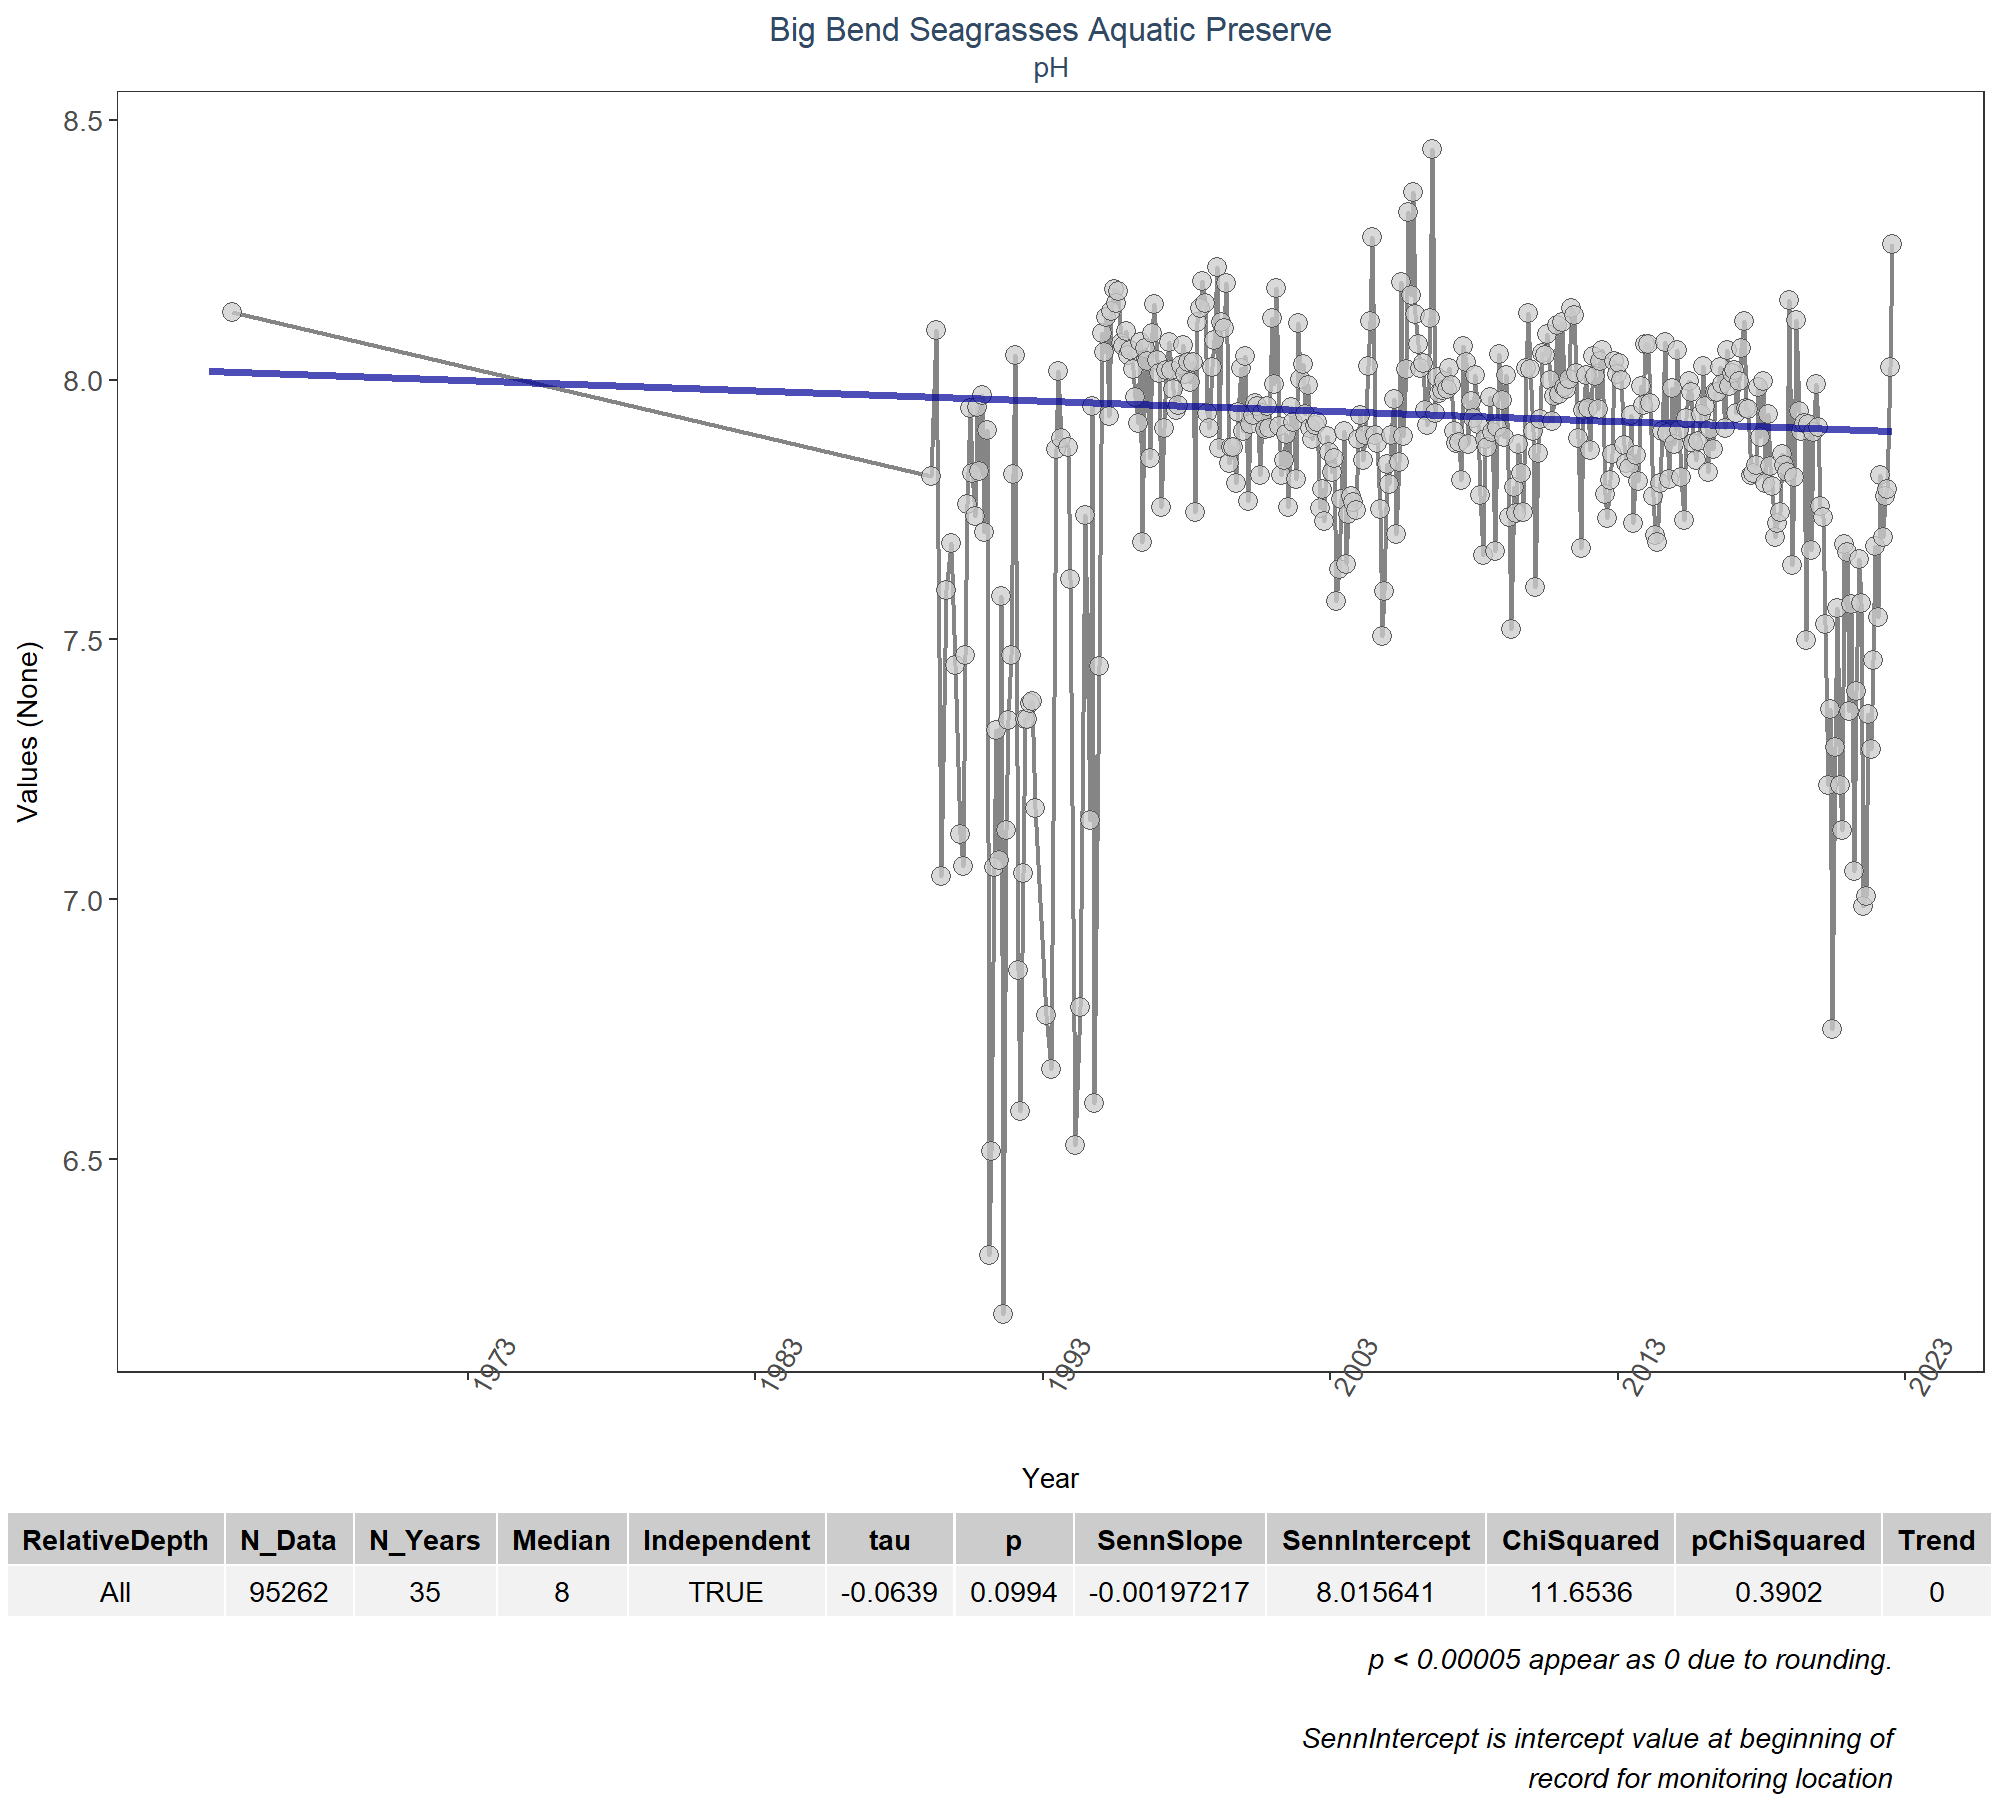 Big Bend Seagrasses Aquatic Preserve
pH
8.5
8.0
7.5
7.0
6.5
Values (None)
1973 1983 1993 2003 2013 2023
Year
RelativeDepth N_Data N_Years Median Independent tau p SennSlope SennIntercept ChiSquared pChiSquared Trend
All 95262 35 8 TRUE -0.0639 0.0994 -0.00197217 8.015641 11.6536 0.3902 0
p < 0.00005 appear as 0 due to rounding.
SennIntercept is intercept value at beginning of
record for monitoring location